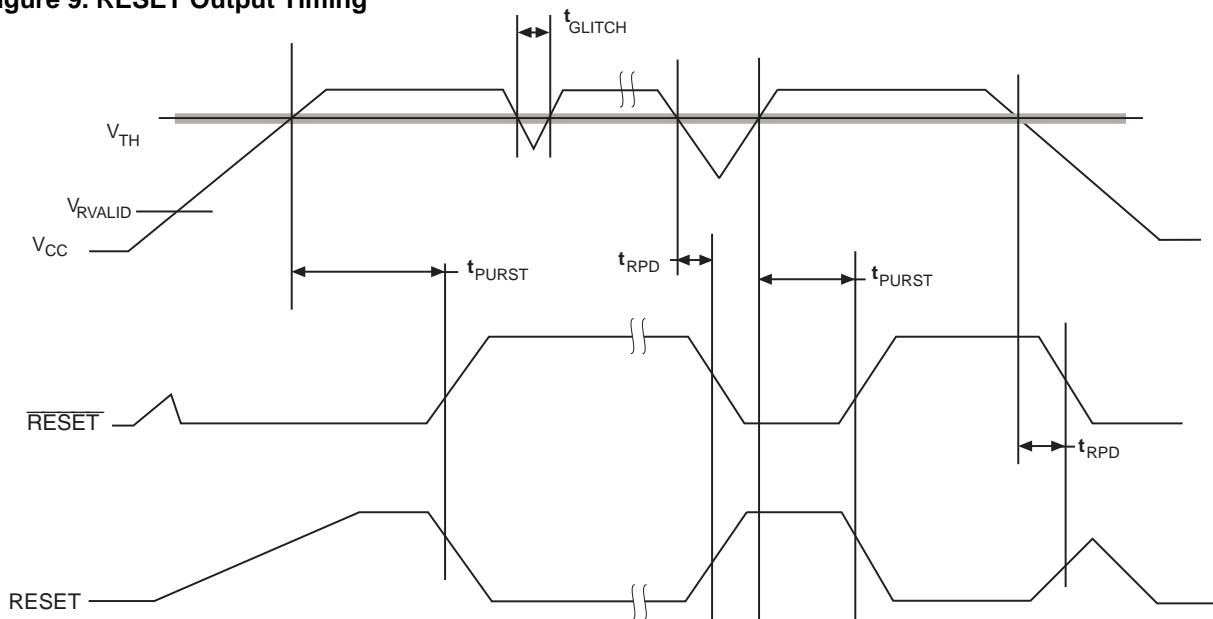 Figure 9. RESET Output Timing
tGLITCH
VTH
VRVALID
VCC
tPURST
tRPD
tPURST
RESET
tRPD
RESET